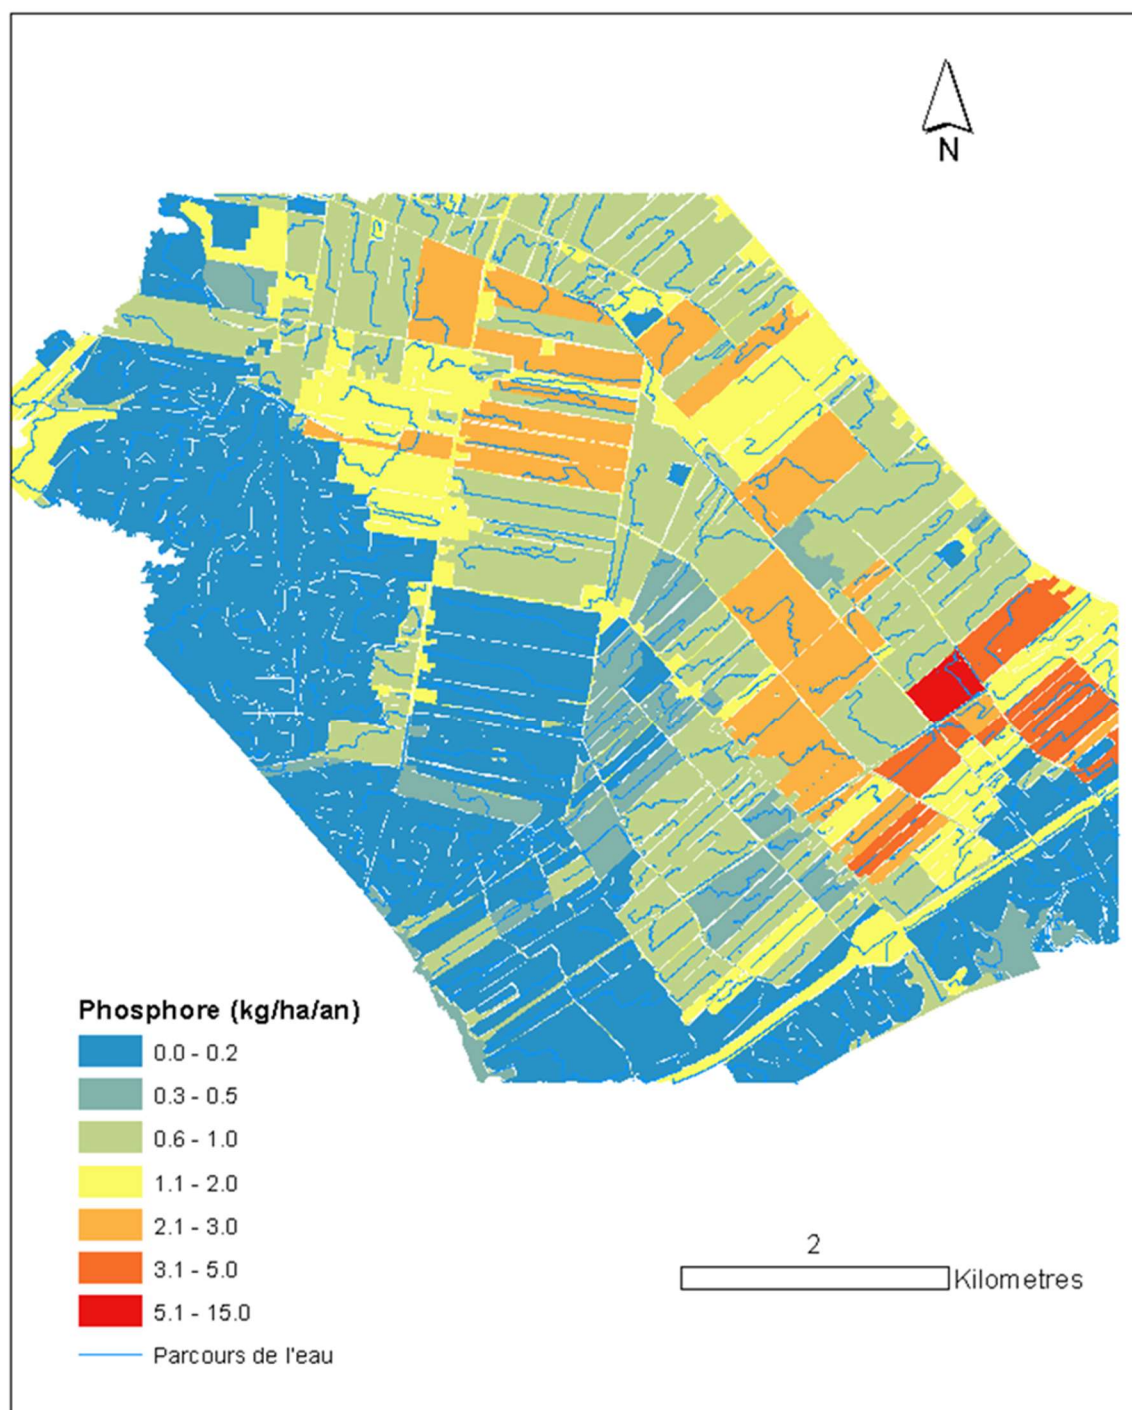 N
Phosphore (kg/ha/an)
0.0 - 0.2
0.3 - 0.5
0.6 - 1.0
1.1 - 2.0
2.1 - 3.0
3.1 - 5.0
5.1 - 15.0
Parcours de l'eau
2
Kilometres